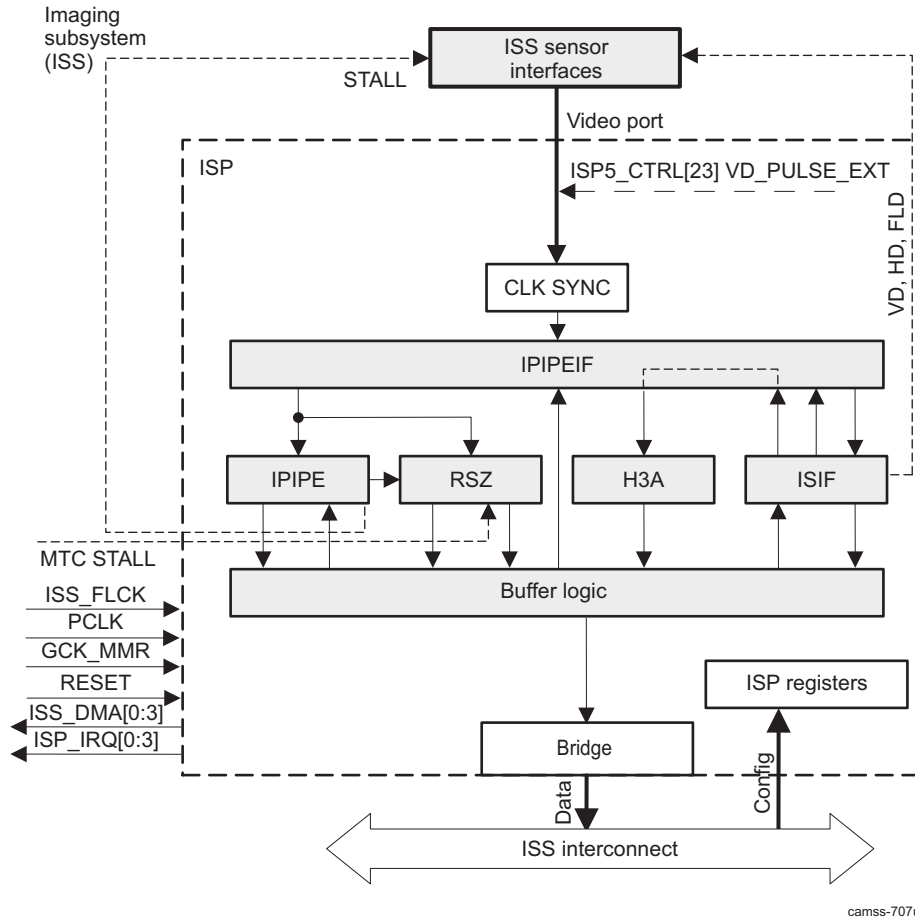 Imaging
subsystem
(ISS)
ISS sensor
interfaces
STALL
Video port
ISP
ISP5_CTRL[23] VD_PULSE_EXT
VD, HD, FLD
CLK SYNC
IPIPEIF
IPIPE
RSZ
H3A
ISIF
MTC STALL
Buffer logic
ISS_FLCK
PCLK
GCK_MMR
RESET
ISS_DMA[0:3]
ISP_IRQ[0:3]
ISP registers
Bridge
Data
Config
ISS interconnect